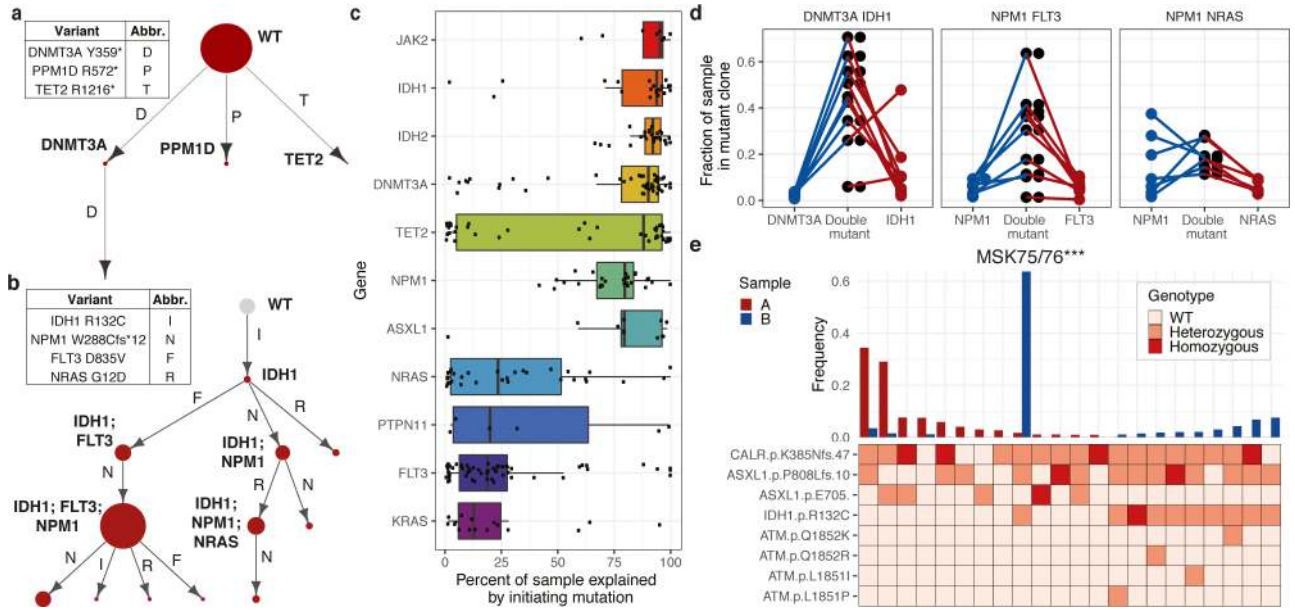 a
Variant Abbr.
DNMT3A Y359* D
PPM1D R572* P
TET2 R1216* T
WT
D
P
T
DNMT3A
PPM1D
TET2
D
b
Variant Abbr.
IDH1 R132C I
NPM1 W288Cfs*12 N
FLT3 D835V F
NRAS G12D R
WT
I
IDH1
F
N
R
IDH1;
FLT3
IDH1;
NPM1
N
R
N
IDH1; FLT3;
NPM1
IDH1;
NPM1;
NRAS
N
I
R
F
N
c
Gene
JAK2
IDH1
IDH2
DNMT3A
TET2
NPM1
ASXL1
NRAS
PTPN11
FLT3
KRAS
0 25 50 75 100
Percent of sample explained
by initiating mutation
d
DNMT3A IDH1
NPM1 FLT3
NPM1 NRAS
Fraction of sample
in mutant clone
0.6
0.4
0.2
0.0
DNMT3A Double IDH1
mutant
NPM1 Double FLT3
mutant
NPM1 Double NRAS
mutant
e
MSK75/76***
Sample
A
B
Frequency
0.6
0.4
0.2
0.0
Genotype
WT
Heterozygous
Homozygous
CALR.p.K385Nfs.47
ASXL1.p.P808Lfs.10
ASXL1.p.E705.
IDH1.p.R132C
ATM.p.Q1852K
ATM.p.Q1852R
ATM.p.L1851I
ATM.p.L1851P